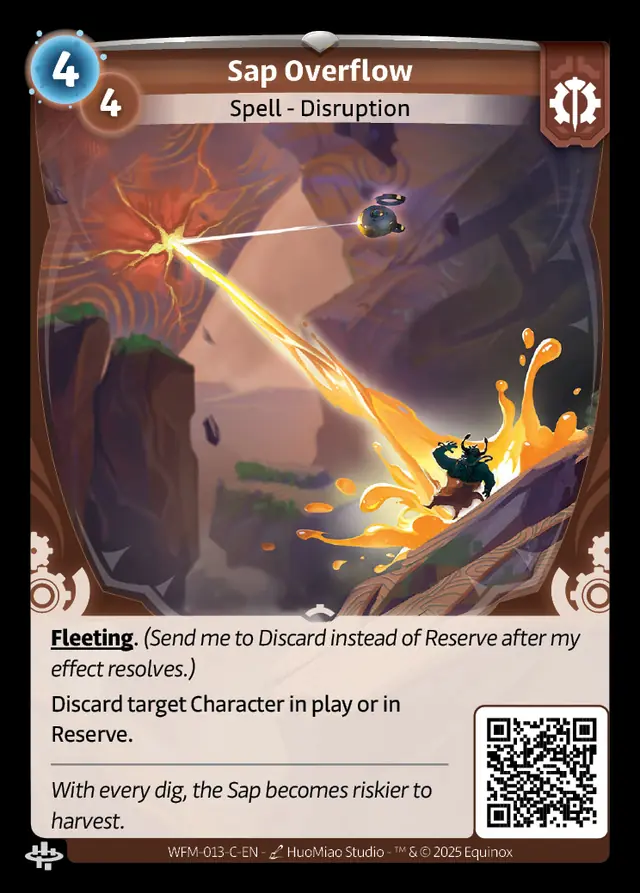 4
Sap Overflow
4
Spell - Disruption
Fleeting. (Send me to Discard instead of Reserve after my
effect resolves.)
Discard target Character in play or in
Reserve.
With every dig, the Sap becomes riskier to
harvest.
WFM-013-C-EN - HuoMiao Studio - ™ & © 2025 Equinox